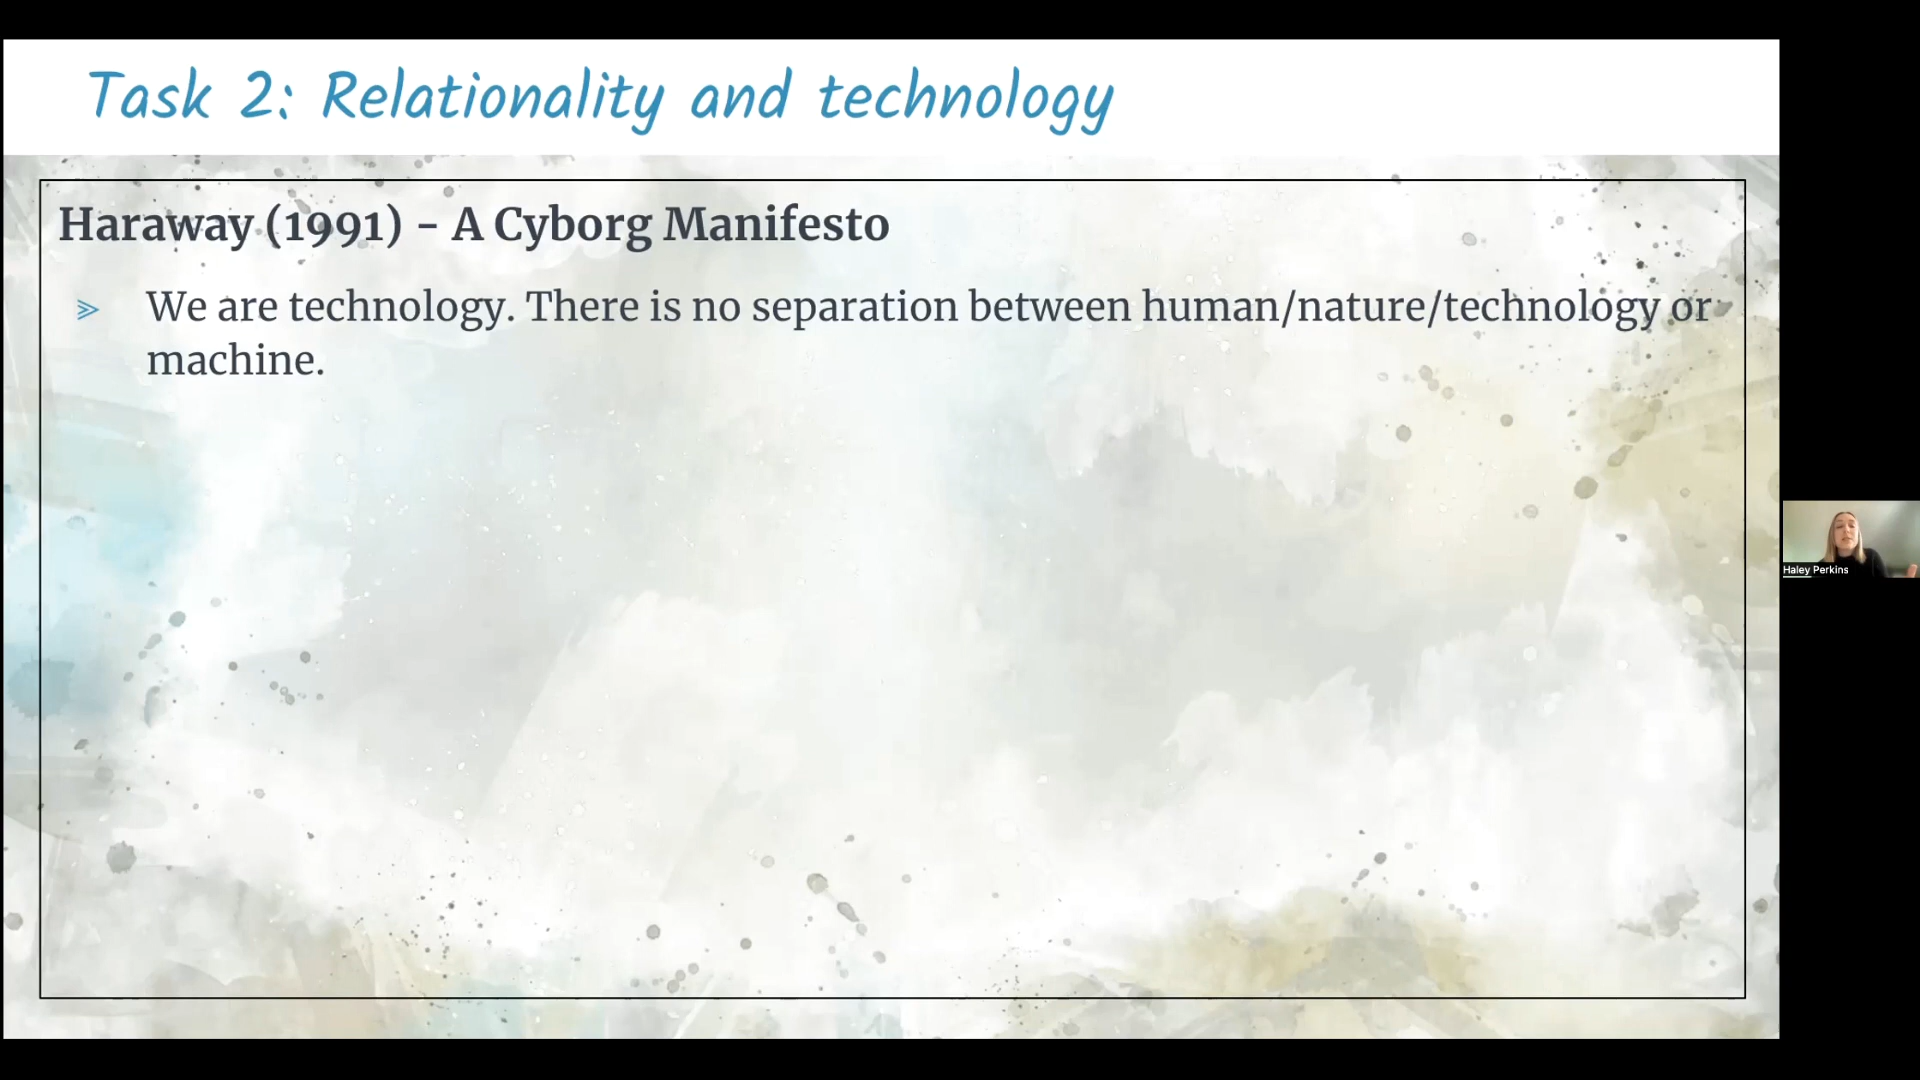 Task 2: Relationality and technology
Haraway (1991) - A Cyborg Manifesto
We are technology. There is no separation between human/nature/technology or
machine.
Haley Perkins